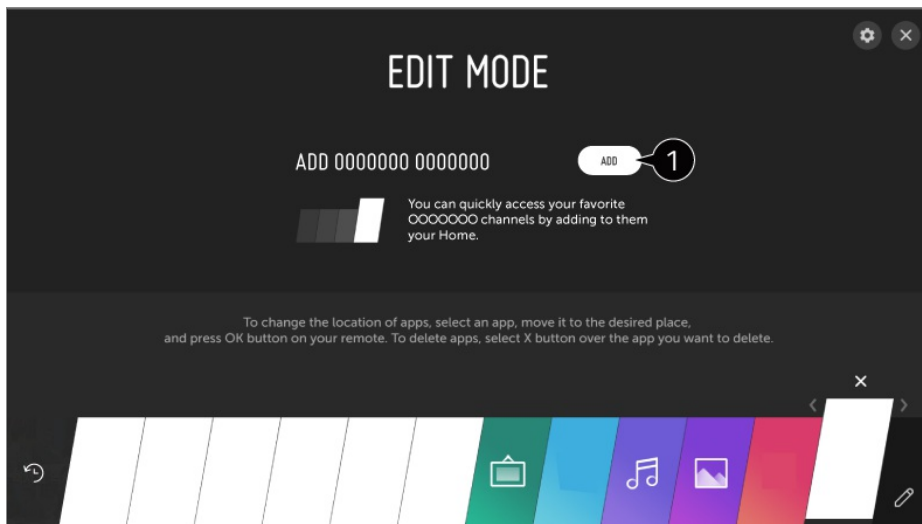 EDIT MODE
ADD OOOOOOO OOOOOOO
ADD
1
You can quickly access your favorite
OOOOOOO channels by adding to them
your Home.
To change the location of apps, select an app, move it to the desired place,
and press OK button on your remote. To delete apps, select X button over the app you want to delete.